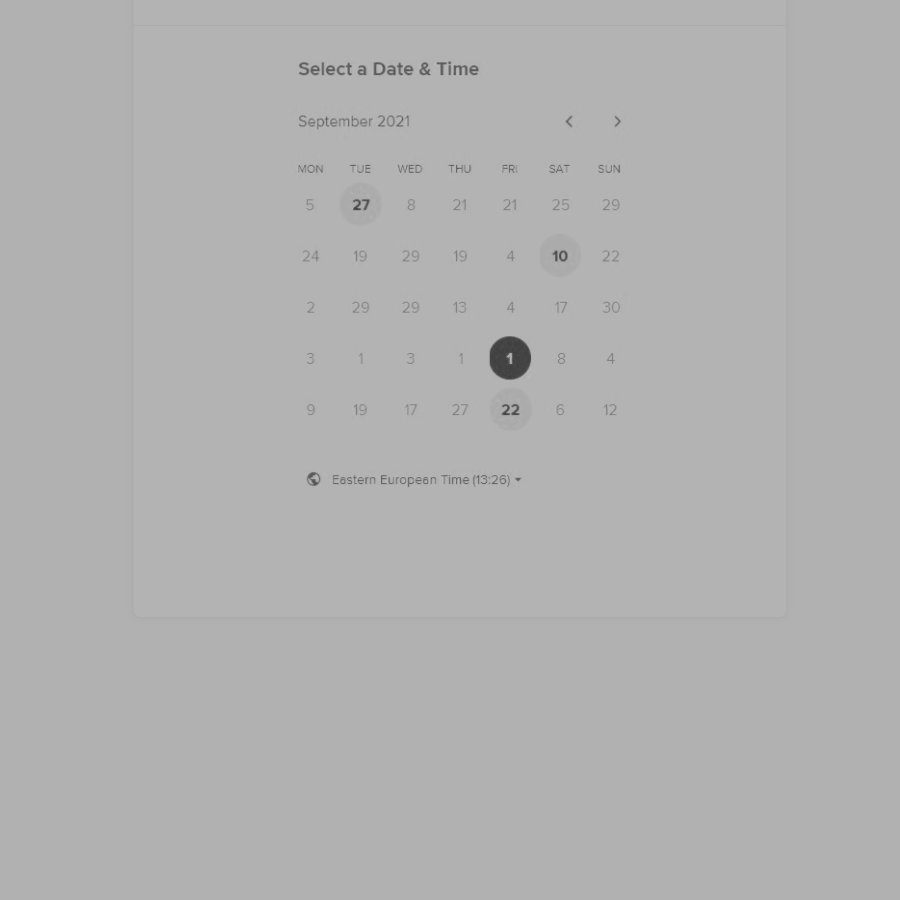 Select a Date & Time
September 2021
MON TUE WED THU FRI SAT SUN
5 27 8 21 21 25 29
24 19 29 19 4 10 22
2 29 29 13 4 17 30
3 1 3 1 1 8 4
9 19 17 27 22 6 12
Eastern European Time (13:26)